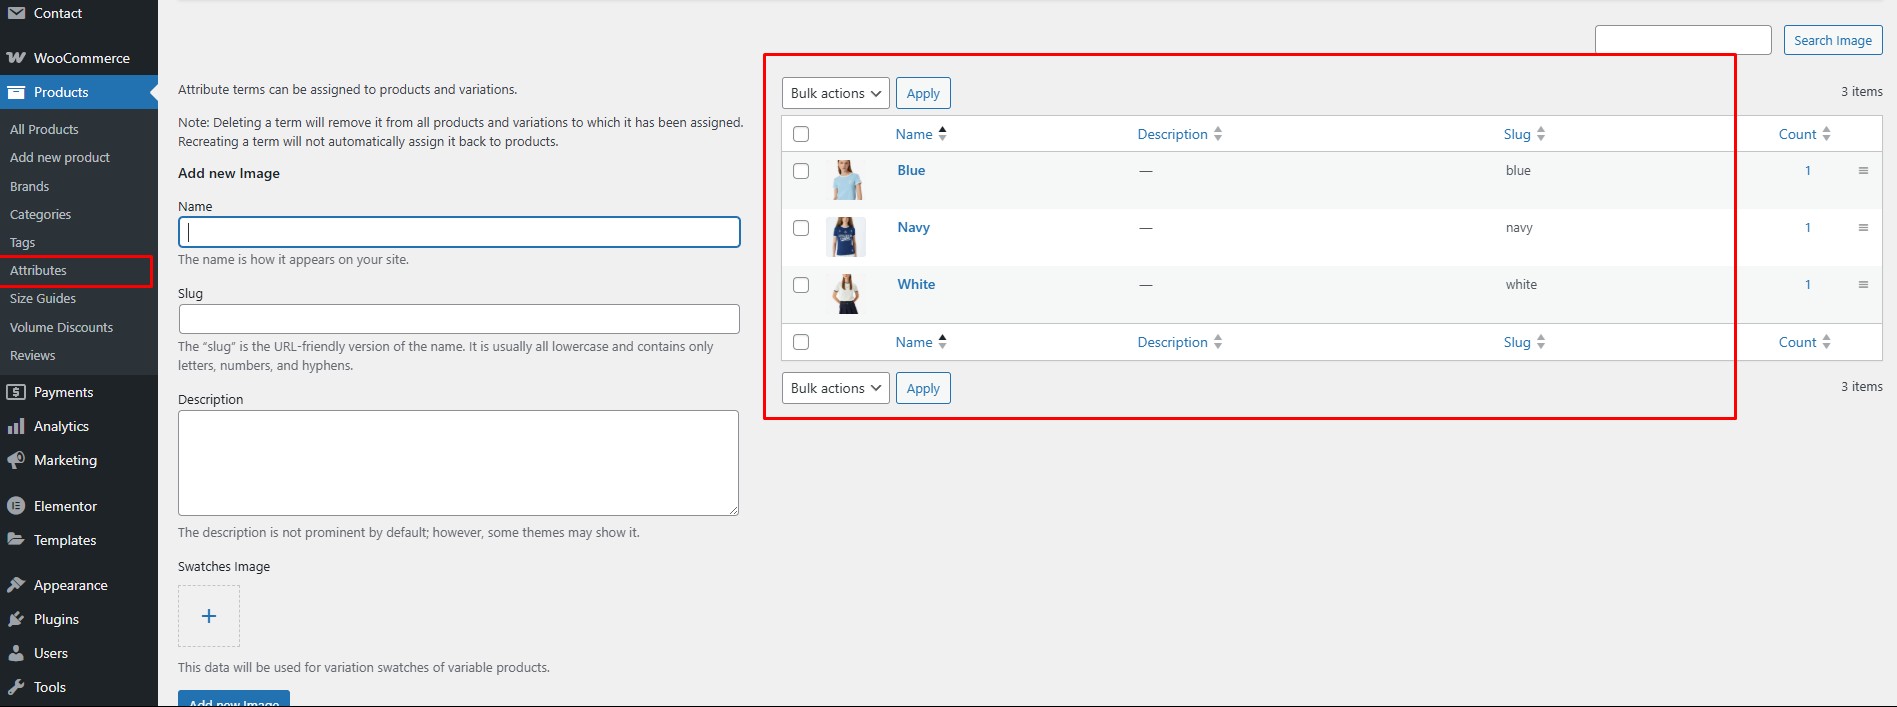 Contact
WooCommerce
Products
All Products
Add new product
Brands
Categories
Tags
Attributes
Size Guides
Volume Discounts
Reviews
Payments
Analytics
Marketing
Elementor
Templates
Appearance
Plugins
Users
Tools
Attribute terms can be assigned to products and variations.
Note: Deleting a term will remove it from all products and variations to which it has been assigned.
Recreating a term will not automatically assign it back to products.
Add new Image
Name
The name is how it appears on your site.
Slug
The “slug” is the URL-friendly version of the name. It is usually all lowercase and contains only
letters, numbers, and hyphens.
Description
The description is not prominent by default; however, some themes may show it.
Swatches Image
+
This data will be used for variation swatches of variable products.
Add new Image
Search Image
Bulk actions Apply 3 items
Name Description Slug Count
Blue — blue 1
Navy — navy 1
White — white 1
Name Description Slug Count
Bulk actions Apply 3 items